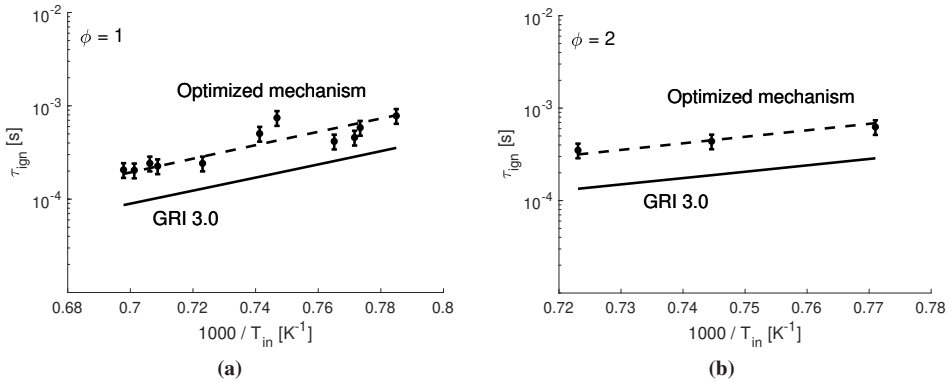 10^-2
ϕ = 1
Optimized mechanism
10^-3
τ_ign [s]
10^-4
GRI 3.0
0.68 0.7 0.72 0.74 0.76 0.78 0.8
1000 / T_in [K^-1]
(a)
10^-2
ϕ = 2
Optimized mechanism
10^-3
τ_ign [s]
10^-4
GRI 3.0
0.72 0.73 0.74 0.75 0.76 0.77 0.78
1000 / T_in [K^-1]
(b)